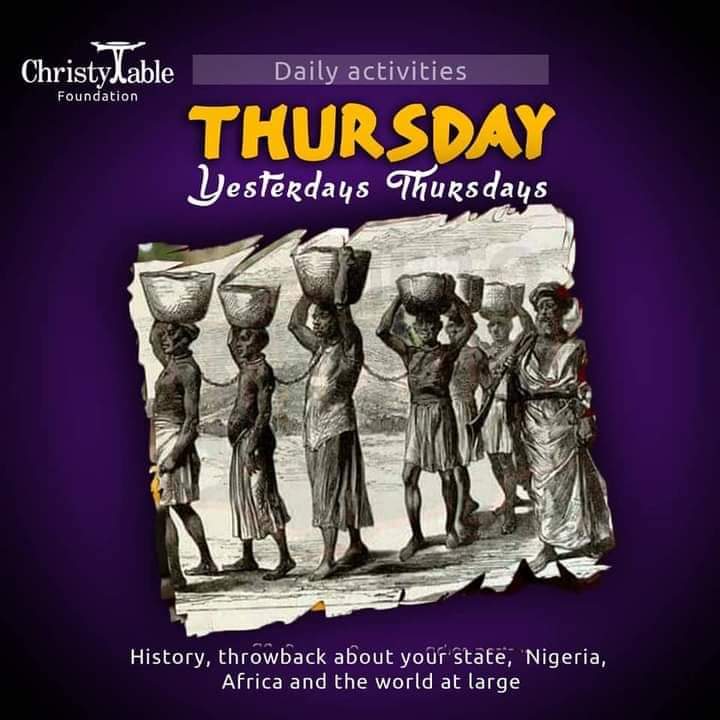 ChristyTable
Foundation
Daily activities
THURSDAY
Yesterdays Thursdays
History, throwback about your state, Nigeria,
Africa and the world at large